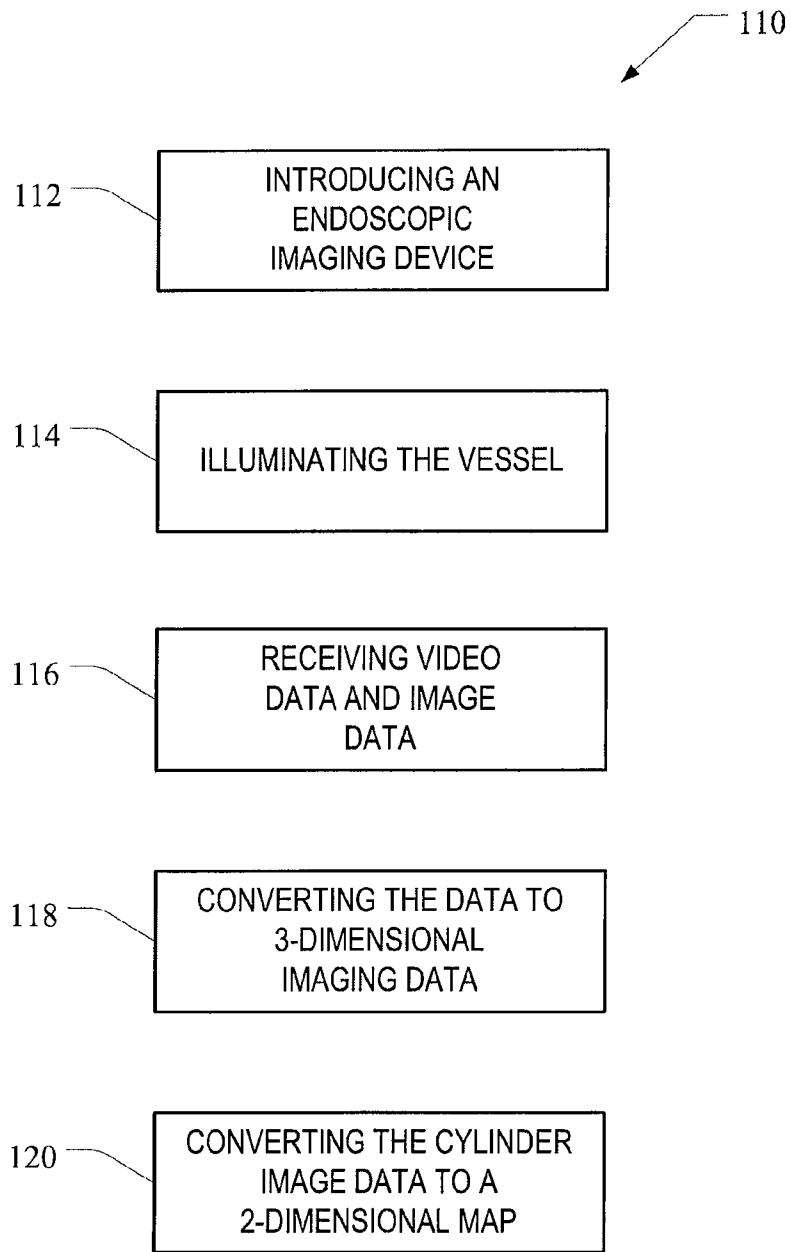 110
112
INTRODUCING AN
ENDOSCOPIC
IMAGING DEVICE
114
ILLUMINATING THE VESSEL
116
RECEIVING VIDEO
DATA AND IMAGE
DATA
118
CONVERTING THE DATA TO
3-DIMENSIONAL
IMAGING DATA
120
CONVERTING THE CYLINDER
IMAGE DATA TO A
2-DIMENSIONAL MAP